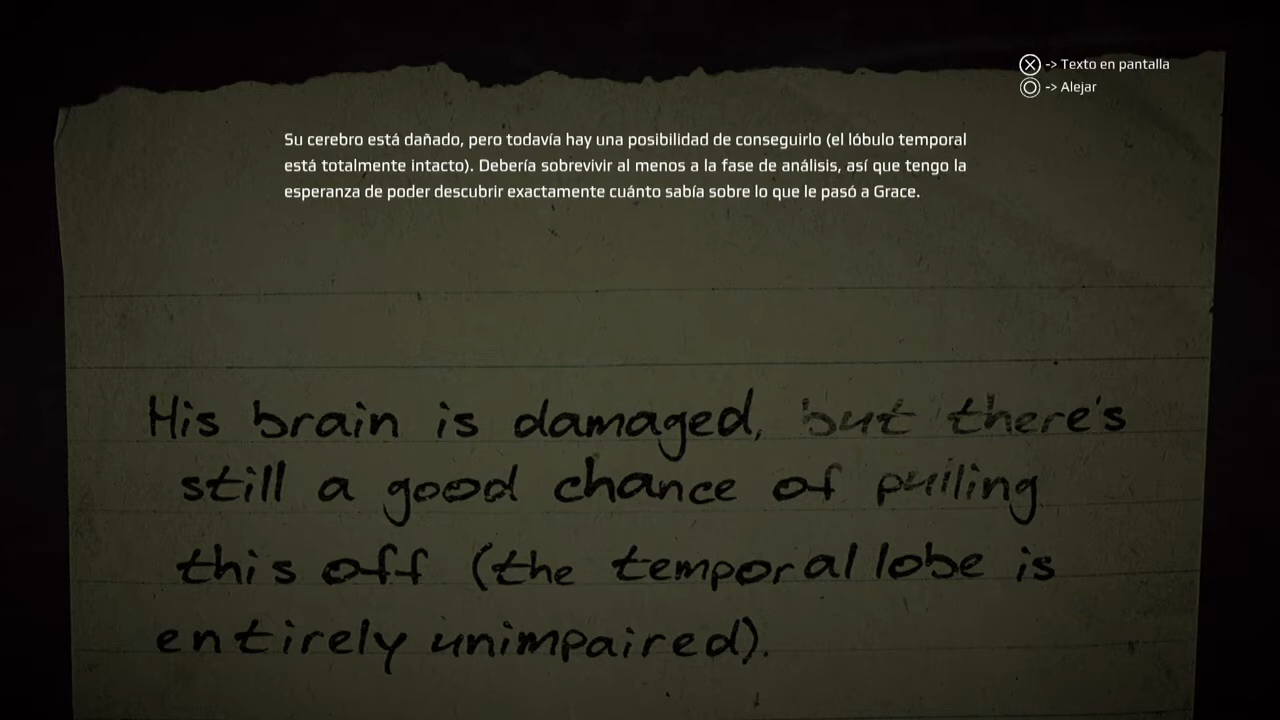 -> Texto en pantalla
-> Alejar
Su cerebro está dañado, pero todavía hay una posibilidad de conseguirlo (el lóbulo temporal
está totalmente intacto). Debería sobrevivir al menos a la fase de análisis, así que tengo la
esperanza de poder descubrir exactamente cuánto sabía sobre lo que le pasó a Grace.
His brain is damaged, but there's
still a good chance of pulling
this off (the temporal lobe is
entirely unimpaired).